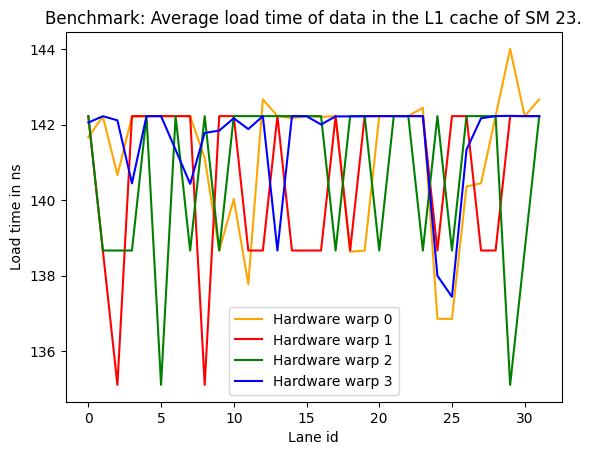 Benchmark: Average load time of data in the L1 cache of SM 23.
Load time in ns
144
142
140
138
136
Hardware warp 0
Hardware warp 1
Hardware warp 2
Hardware warp 3
0 5 10 15 20 25 30
Lane id